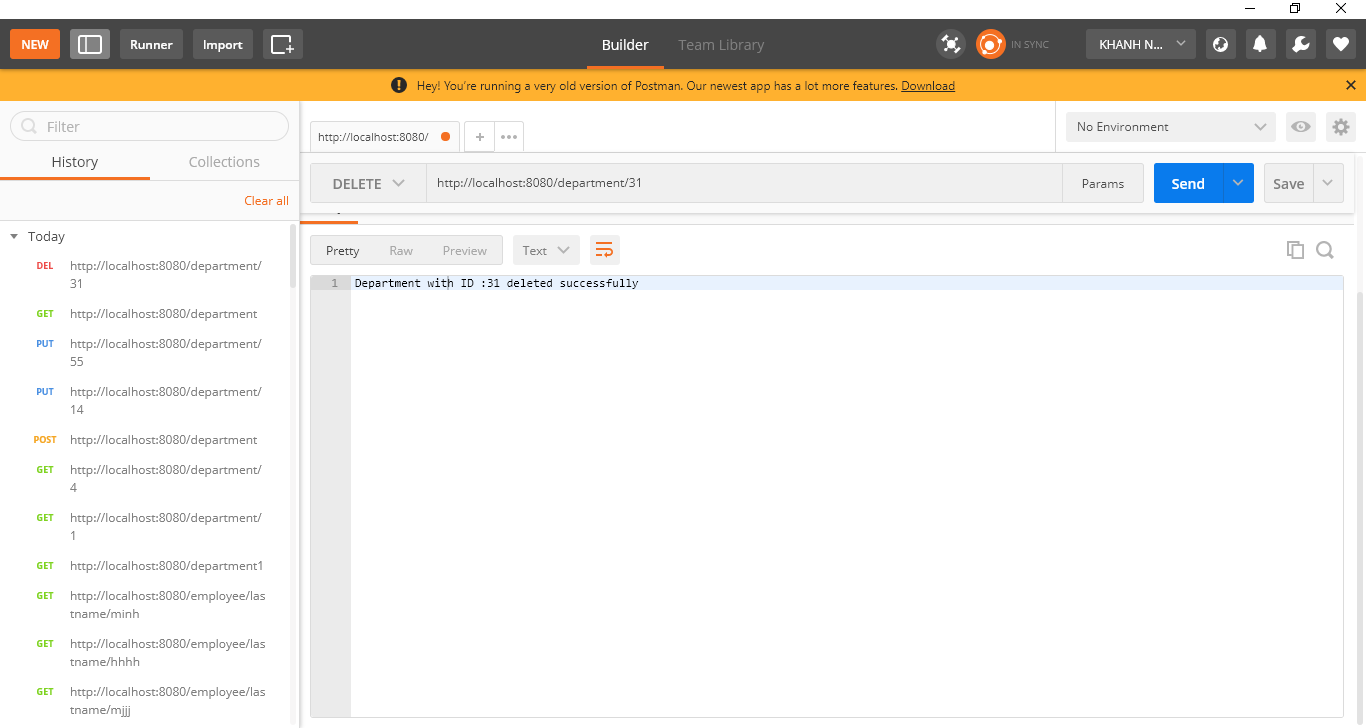 NEW
Runner
Import
Builder
Team Library
IN SYNC
KHANH N...
Hey! You're running a very old version of Postman. Our newest app has a lot more features. Download
Filter
History
Collections
Clear all
Today
DEL http://localhost:8080/department/
31
GET http://localhost:8080/department
PUT http://localhost:8080/department/
55
PUT http://localhost:8080/department/
14
POST http://localhost:8080/department
GET http://localhost:8080/department/
4
GET http://localhost:8080/department/
1
GET http://localhost:8080/department1
GET http://localhost:8080/employee/las
tname/minh
GET http://localhost:8080/employee/las
tname/hhhh
GET http://localhost:8080/employee/las
tname/mjjj
http://localhost:8080/
No Environment
DELETE
http://localhost:8080/department/31
Params
Send
Save
Pretty
Raw
Preview
Text
1 Department with ID :31 deleted successfully